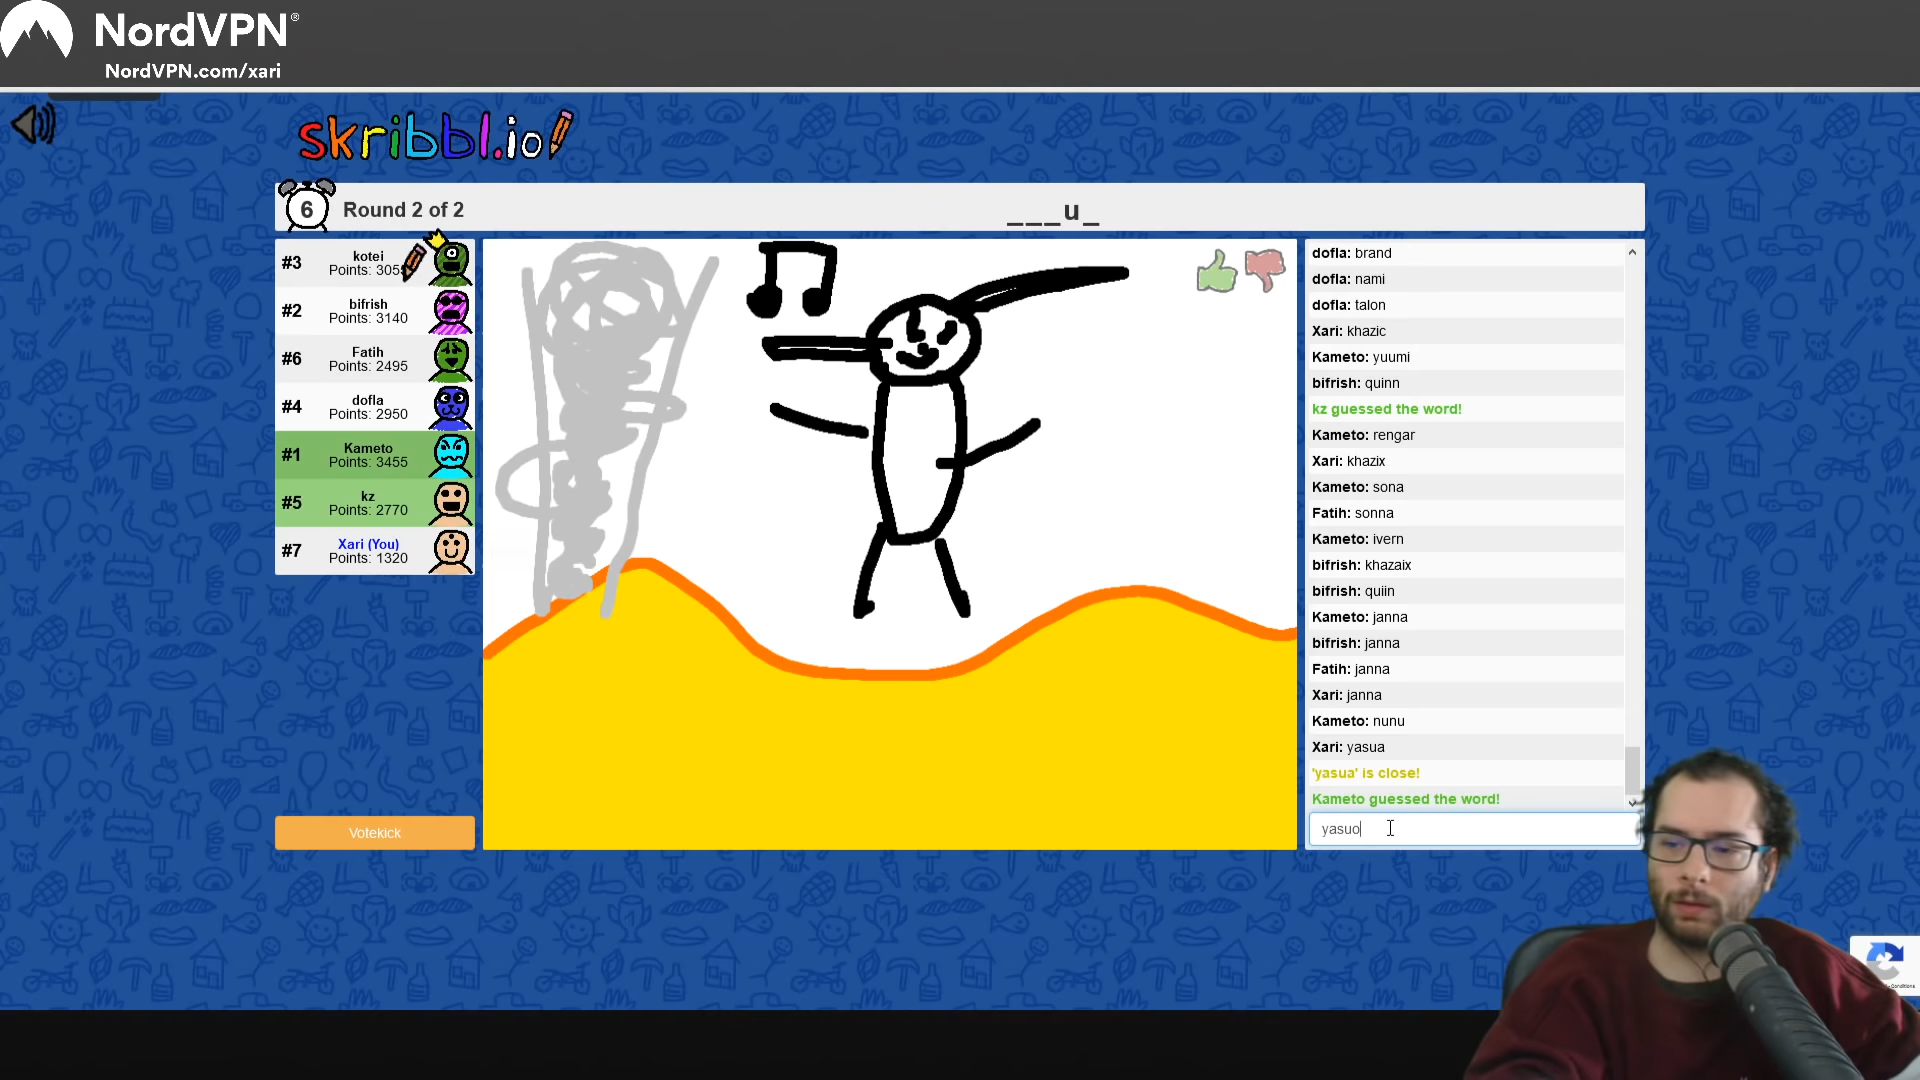 NordVPN®
NordVPN.com/xari
skribbl.io
6
Round 2 of 2
___u_
#3
kotei
Points: 305
#2
bifrish
Points: 3140
#6
Fatih
Points: 2495
#4
dofla
Points: 2950
#1
Kameto
Points: 3455
#5
kz
Points: 2770
#7
Xari (You)
Points: 1320
Votekick
dofla: brand
dofla: nami
dofla: talon
Xari: khazic
Kameto: yuumi
bifrish: quinn
kz guessed the word!
Kameto: rengar
Xari: khazix
Kameto: sona
Fatih: sonna
Kameto: ivern
bifrish: khazaix
bifrish: quiin
Kameto: janna
bifrish: janna
Fatih: janna
Xari: janna
Kameto: nunu
Xari: yasua
'yasua' is close!
Kameto guessed the word!
yasuo